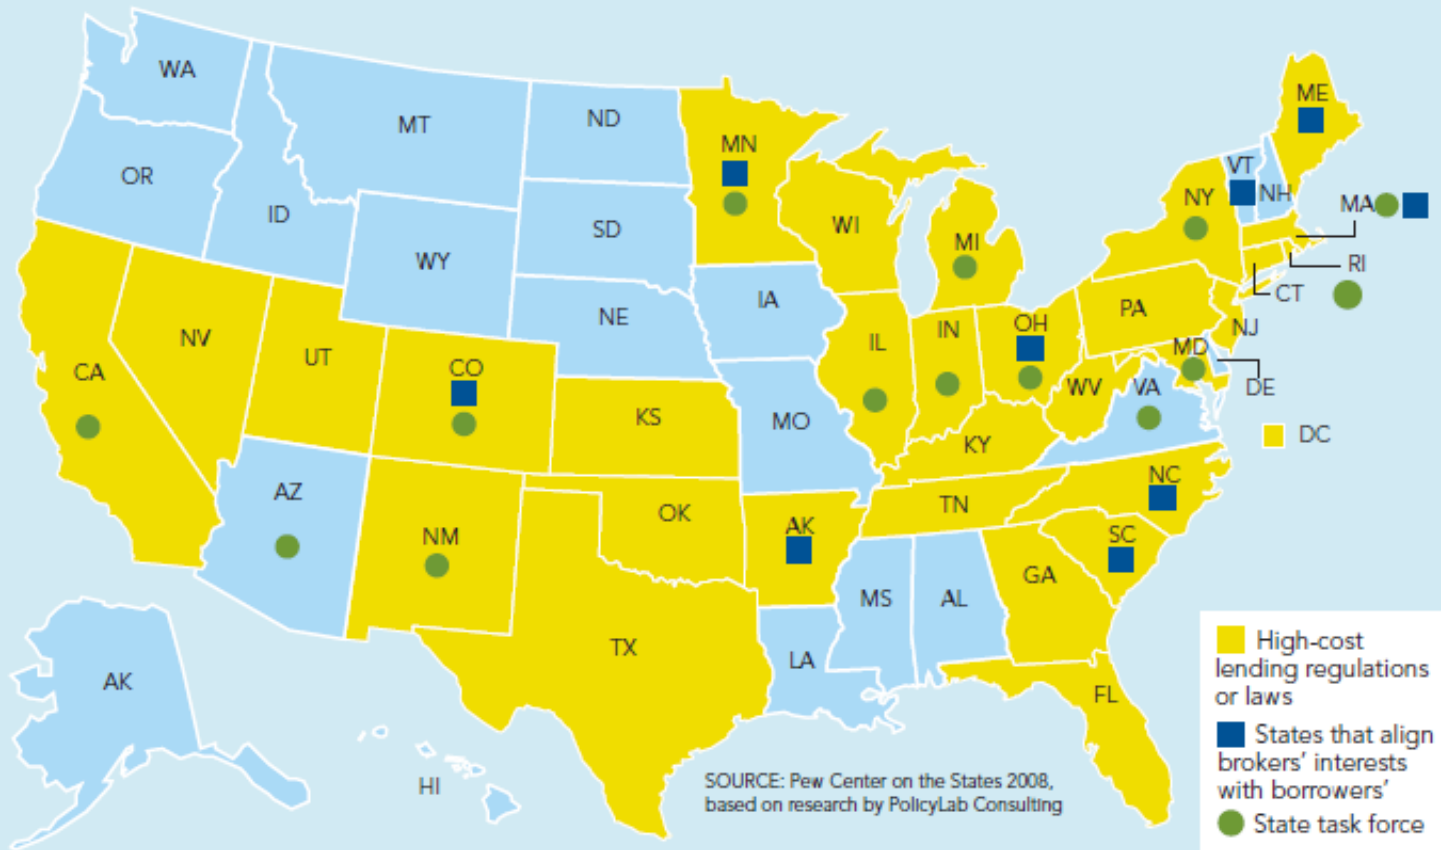 WA
MT
ND
MN
ME
OR
ID
SD
WI
MI
NY
VT
NH
MA
WY
RI
IA
CT
NE
PA
NV
IL
IN
OH
NJ
UT
CO
MD
CA
WV
VA
DE
KS
MO
KY
DC
AZ
NM
OK
AK
TN
NC
SC
MS
AL
GA
TX
LA
AK
FL
HI
SOURCE: Pew Center on the States 2008,
based on research by PolicyLab Consulting
High-cost
lending regulations
or laws
States that align
brokers' interests
with borrowers'
State task force